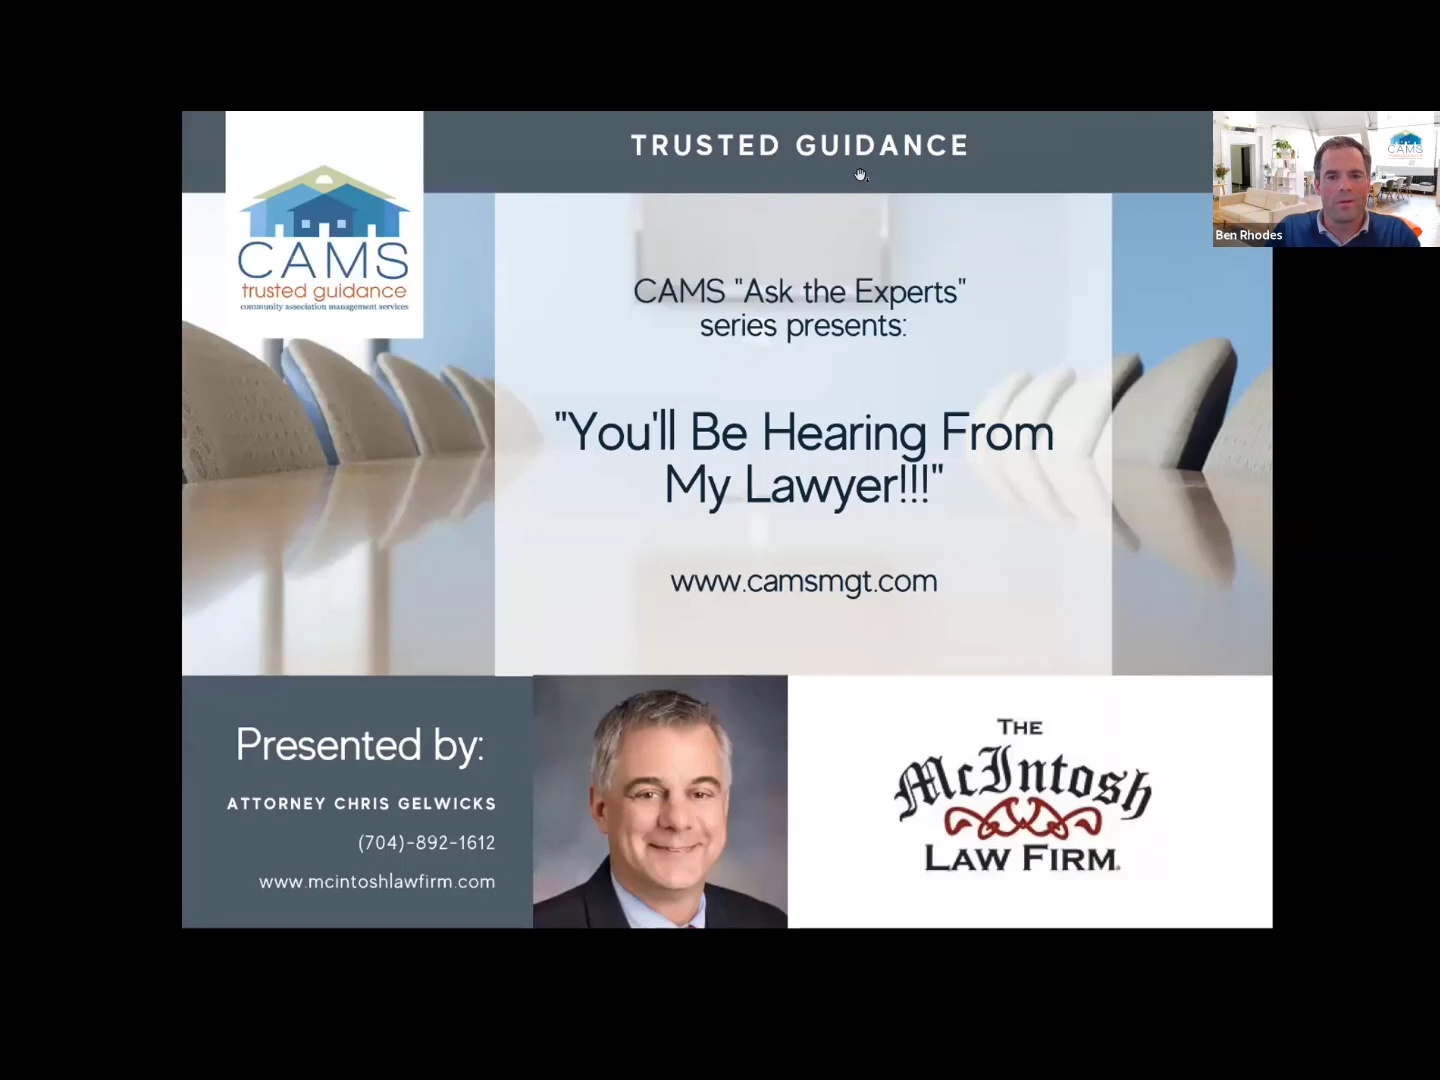 TRUSTED GUIDANCE
CAMS
trusted guidance
community association management services
CAMS "Ask the Experts"
series presents:
"You'll Be Hearing From
My Lawyer!!!"
www.camsmgt.com
Presented by:
ATTORNEY CHRIS GELWICKS
(704)-892-1612
www.mcintoshlawfirm.com
THE
McIntosh
LAW FIRM
Ben Rhodes
CAMS